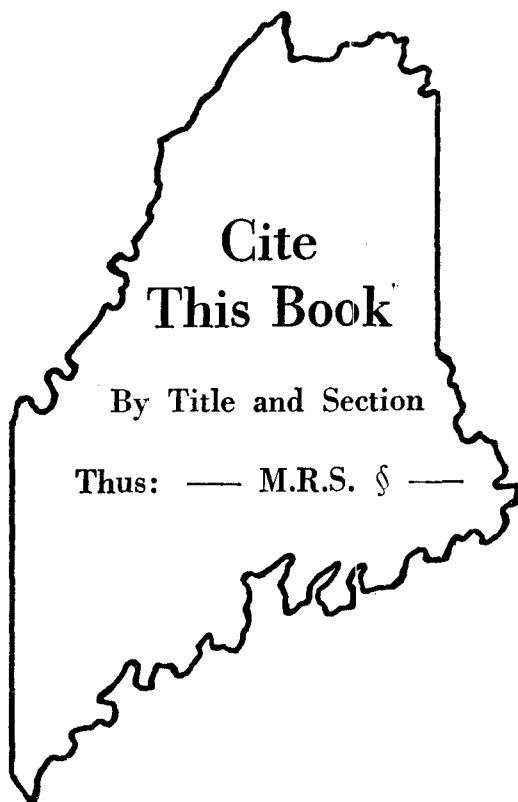 Cite
This Book
By Title and Section
Thus: — M.R.S. § —